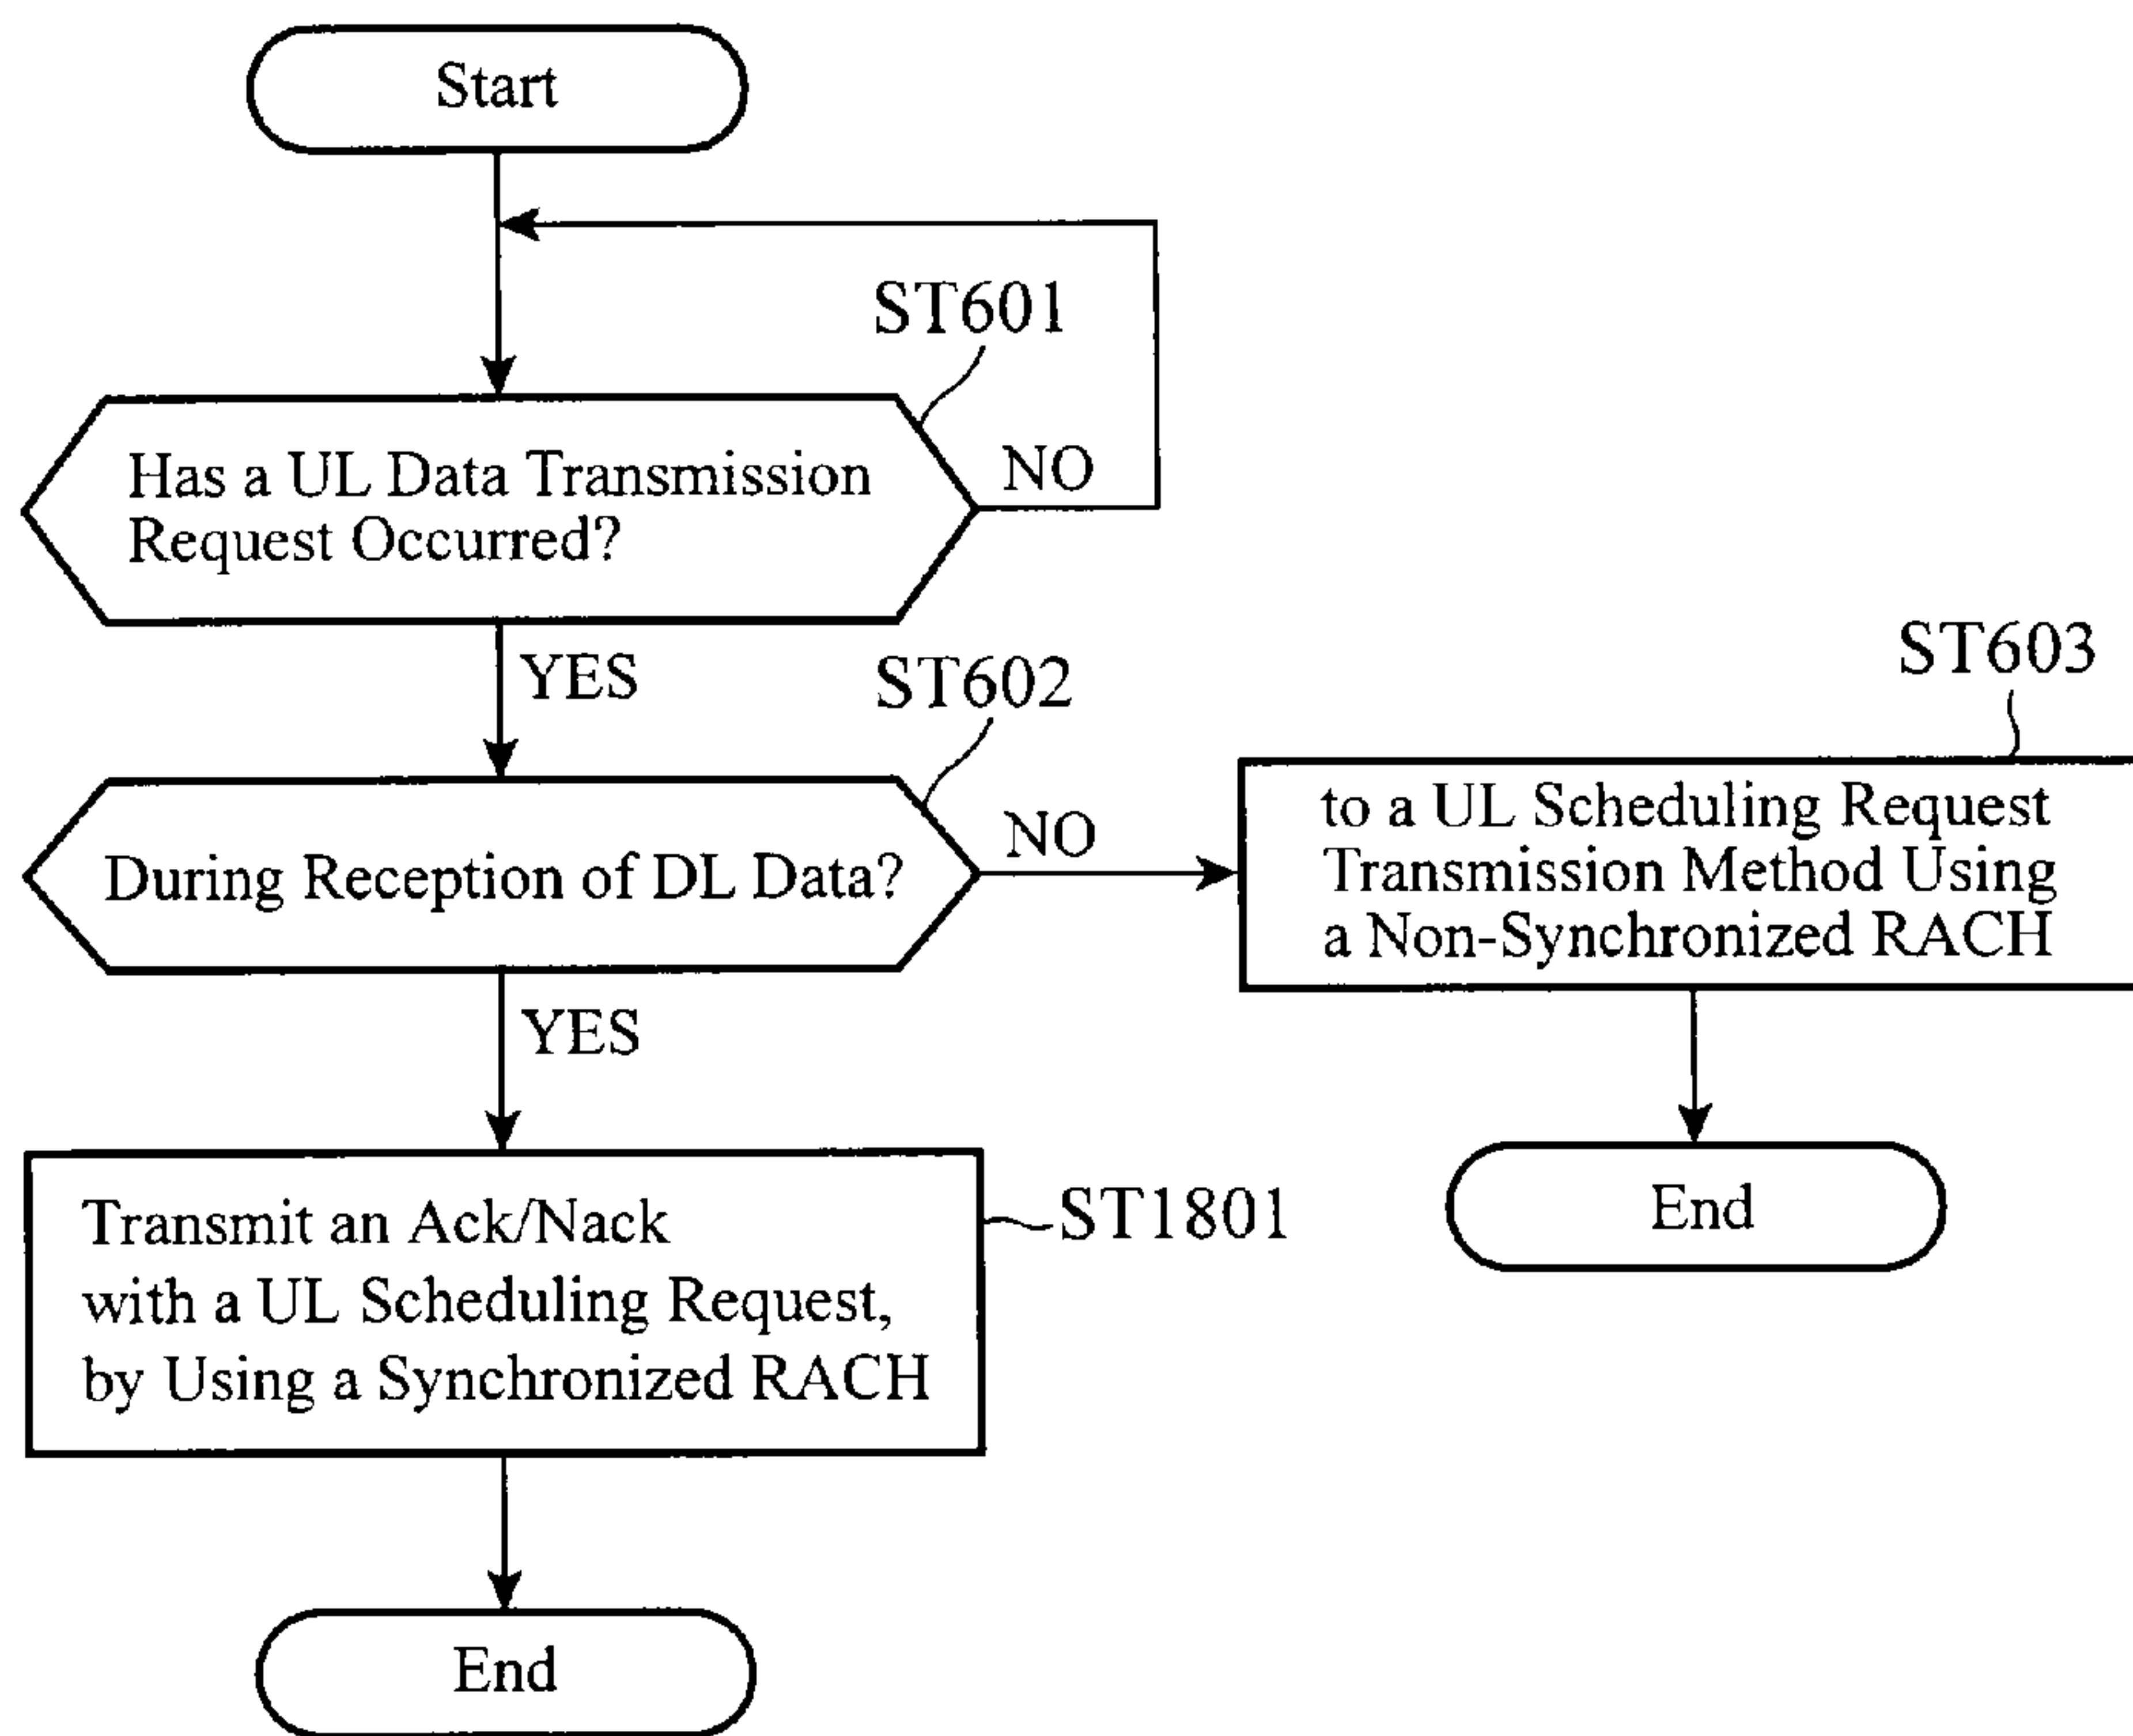 Start
ST601
Has a UL Data Transmission
Request Occurred?
NO
YES
ST602
During Reception of DL Data?
NO
ST603
to a UL Scheduling Request
Transmission Method Using
a Non-Synchronized RACH
YES
End
Transmit an Ack/Nack
with a UL Scheduling Request,
by Using a Synchronized RACH
ST1801
End